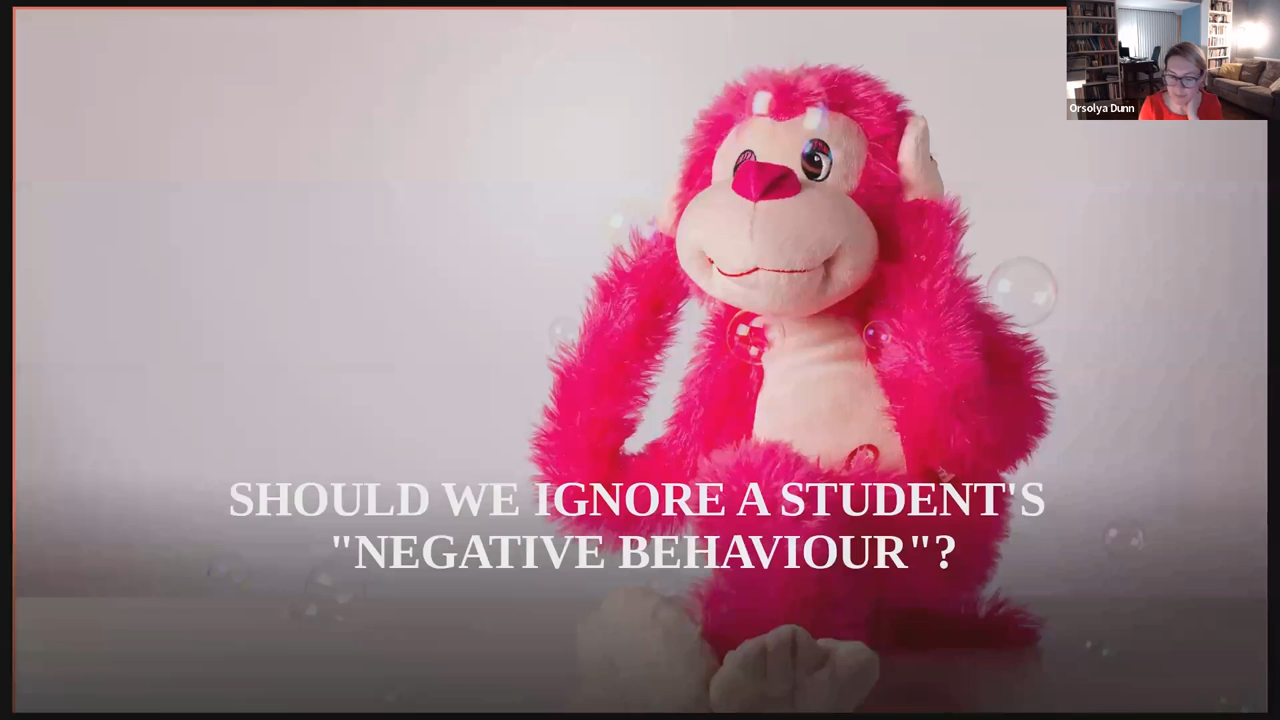 Orsolya Dunn
SHOULD WE IGNORE A STUDENT'S
"NEGATIVE BEHAVIOUR"?